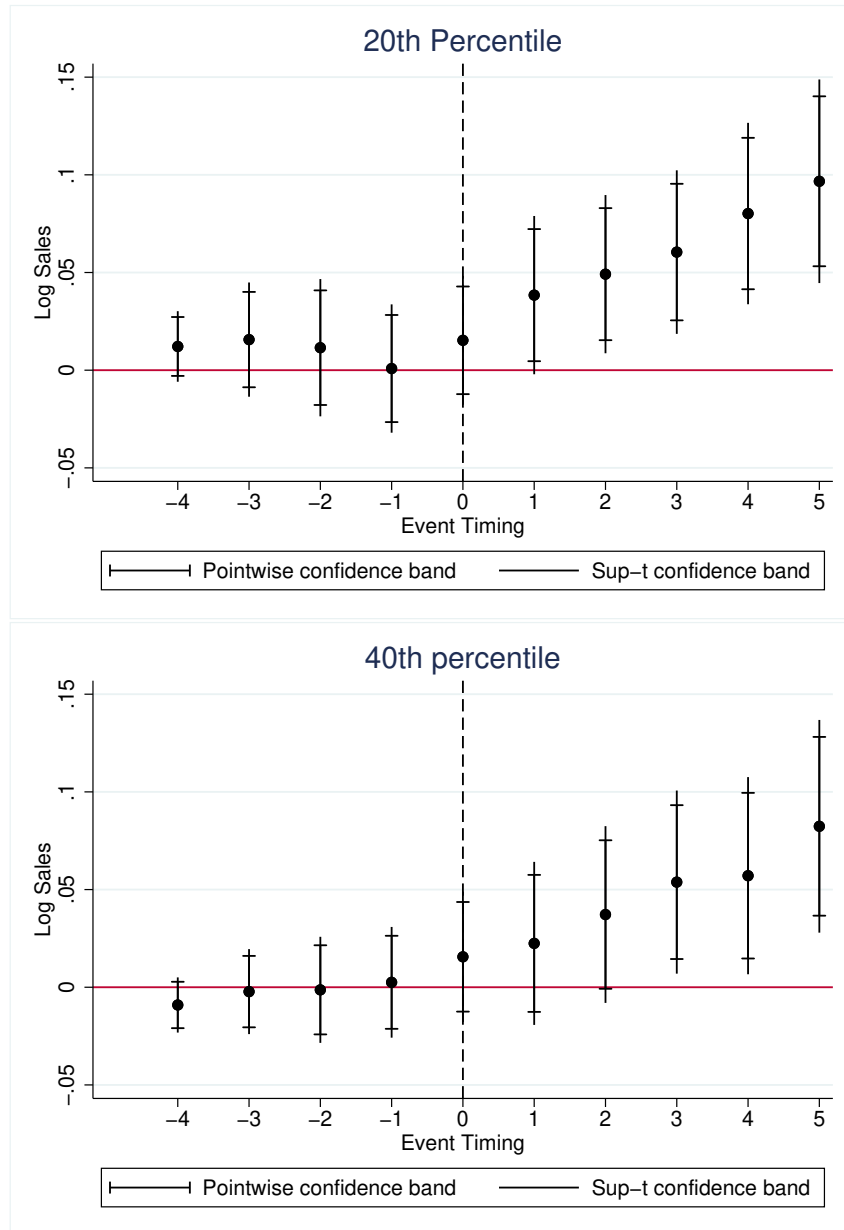 20th Percentile
.15
.1
.05
0
−.05
Log Sales
−4 −3 −2 −1 0 1 2 3 4 5
Event Timing
Pointwise confidence band Sup−t confidence band
40th percentile
.15
.1
.05
0
−.05
Log Sales
−4 −3 −2 −1 0 1 2 3 4 5
Event Timing
Pointwise confidence band Sup−t confidence band